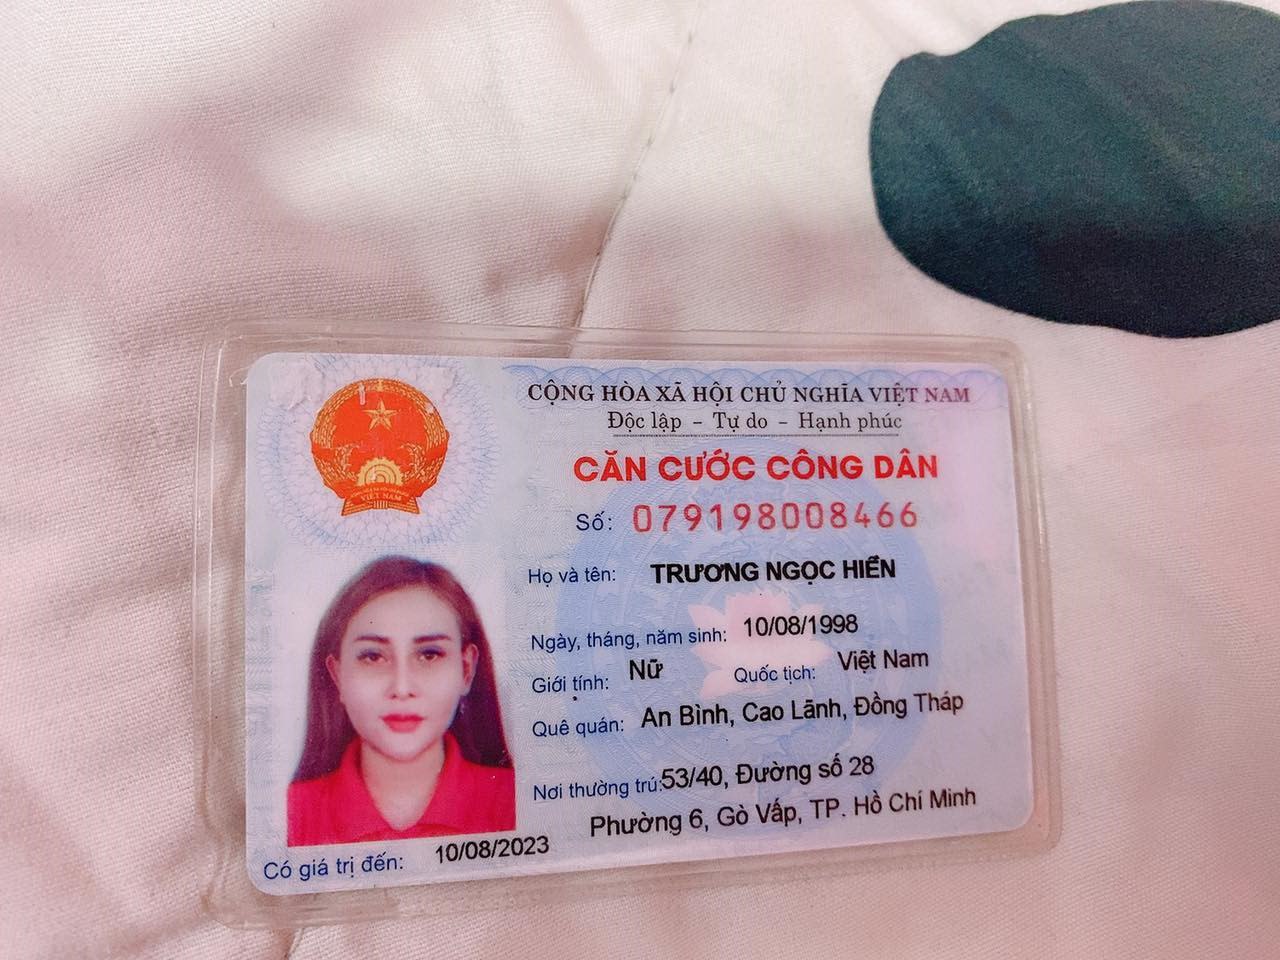 CỘNG HÒA XÃ HỘI CHỦ NGHĨA VIỆT NAM
Độc lập - Tự do - Hạnh phúc
CĂN CƯỚC CÔNG DÂN
Số: 079198008466
Họ và tên: TRƯƠNG NGỌC HIỀN
Ngày, tháng, năm sinh: 10/08/1998
Giới tính: Nữ Quốc tịch: Việt Nam
Quê quán: An Bình, Cao Lãnh, Đồng Tháp
Nơi thường trú: 53/40, Đường số 28
Phường 6, Gò Vấp, TP. Hồ Chí Minh
Có giá trị đến: 10/08/2023
VIỆT NAM